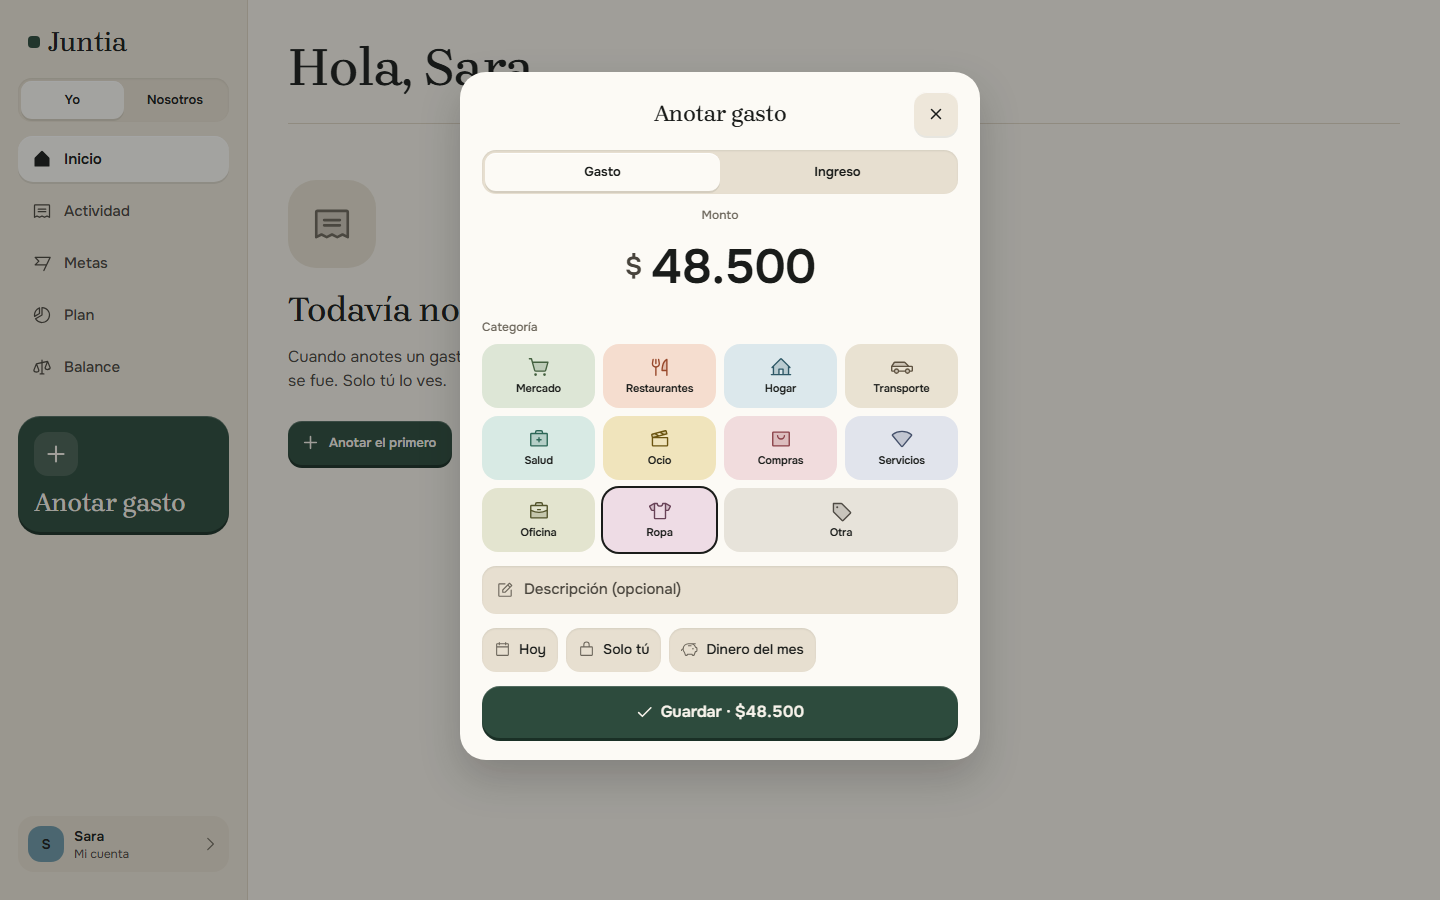 Juntia
Yo
Nosotros
Inicio
Actividad
Metas
Plan
Balance
Anotar gasto
Sara
Mi cuenta
S
Hola, Sara
Todavía no
Cuando anotes un gast
se fue. Solo tú lo ves.
Anotar el primero
Anotar gasto
Gasto
Ingreso
Monto
$ 48.500
Categoría
Mercado
Restaurantes
Hogar
Transporte
Salud
Ocio
Compras
Servicios
Oficina
Ropa
Otra
Descripción (opcional)
Hoy
Solo tú
Dinero del mes
Guardar · $48.500